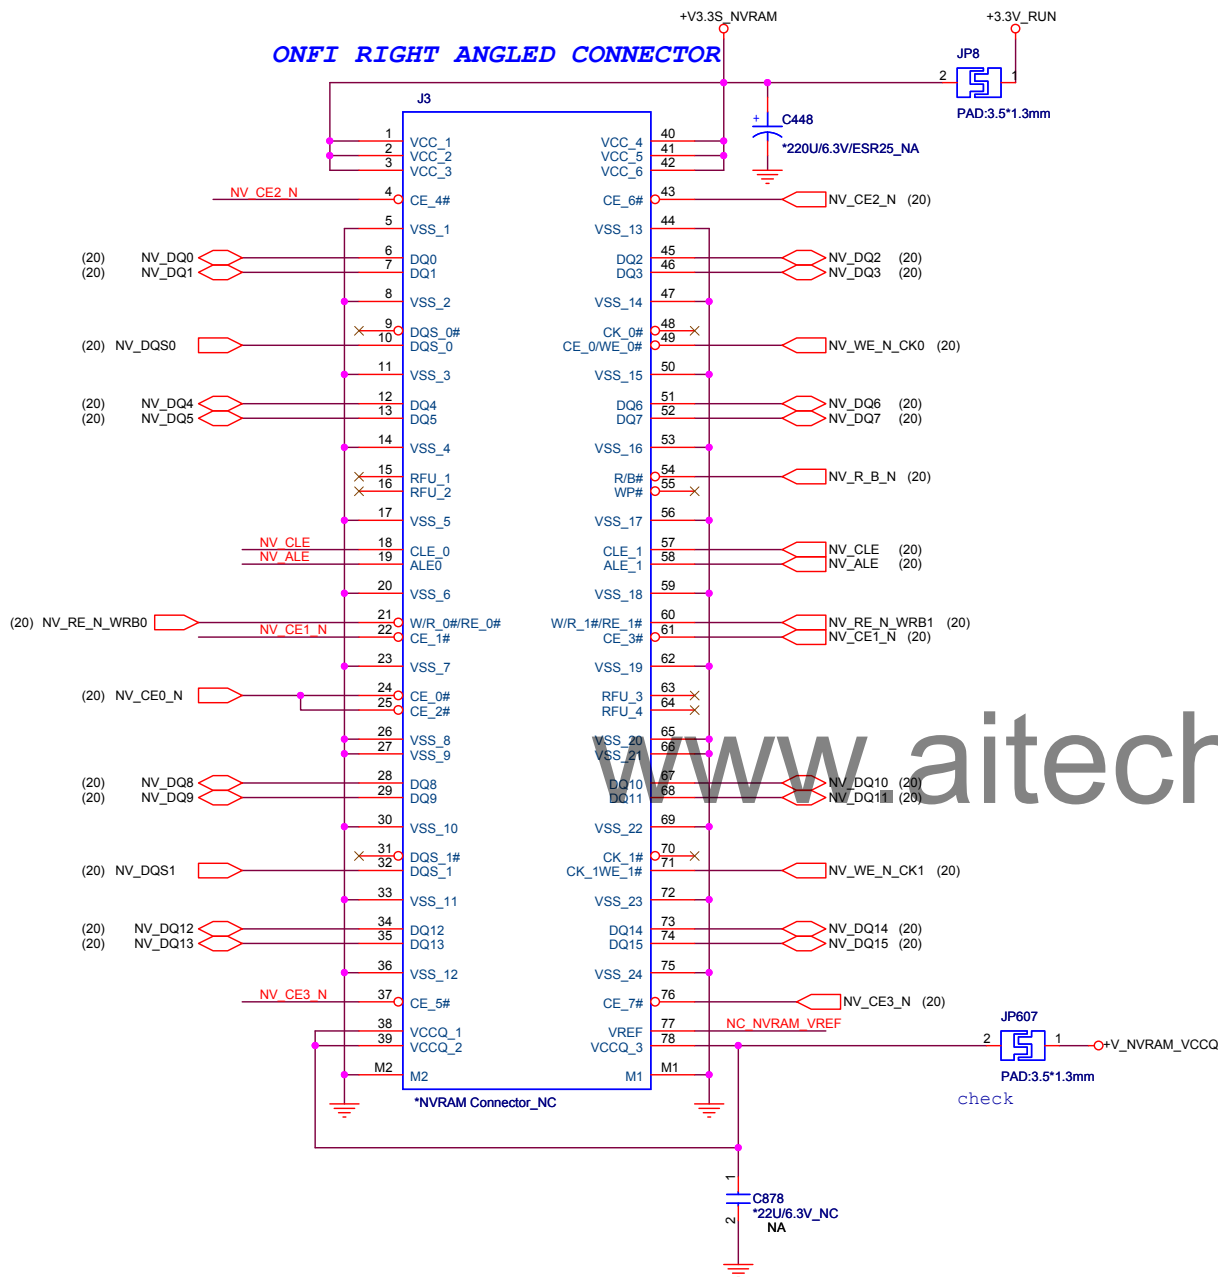 +V3.3S_NVRAM
+3.3V_RUN
ONFI RIGHT ANGLED CONNECTOR
JP8
2 1
PAD:3.5*1.3mm
J3
+ C448
*220U/6.3V/ESR25_NA
1 VCC_1 VCC_4 40
2 VCC_2 VCC_5 41
3 VCC_3 VCC_6 42
NV_CE2_N 4 CE_4# CE_6# 43 NV_CE2_N (20)
5 VSS_1 VSS_13 44
(20) NV_DQ0 6 DQ0 DQ2 45 NV_DQ2 (20)
(20) NV_DQ1 7 DQ1 DQ3 46 NV_DQ3 (20)
8 VSS_2 VSS_14 47
9 DQS_0# CK_0# 48
(20) NV_DQS0 10 DQS_0 CE_0/WE_0# 49 NV_WE_N_CK0 (20)
11 VSS_3 VSS_15 50
(20) NV_DQ4 12 DQ4 DQ6 51 NV_DQ6 (20)
(20) NV_DQ5 13 DQ5 DQ7 52 NV_DQ7 (20)
14 VSS_4 VSS_16 53
15 RFU_1 R/B# 54 NV_R_B_N (20)
16 RFU_2 WP# 55
17 VSS_5 VSS_17 56
NV_CLE 18 CLE_0 CLE_1 57 NV_CLE (20)
NV_ALE 19 ALE0 ALE_1 58 NV_ALE (20)
20 VSS_6 VSS_18 59
(20) NV_RE_N_WRB0 21 W/R_0#/RE_0# W/R_1#/RE_1# 60 NV_RE_N_WRB1 (20)
NV_CE1_N 22 CE_1# CE_3# 61 NV_CE1_N (20)
23 VSS_7 VSS_19 62
(20) NV_CE0_N 24 CE_0# RFU_3 63
25 CE_2# RFU_4 64
26 VSS_8 VSS_20 65
27 VSS_9 VSS_21 66
www.aitech
(20) NV_DQ8 28 DQ8 DQ10 67 NV_DQ10 (20)
(20) NV_DQ9 29 DQ9 DQ11 68 NV_DQ11 (20)
30 VSS_10 VSS_22 69
31 DQS_1# CK_1# 70
(20) NV_DQS1 32 DQS_1 CK_1WE_1# 71 NV_WE_N_CK1 (20)
33 VSS_11 VSS_23 72
(20) NV_DQ12 34 DQ12 DQ14 73 NV_DQ14 (20)
(20) NV_DQ13 35 DQ13 DQ15 74 NV_DQ15 (20)
36 VSS_12 VSS_24 75
NV_CE3_N 37 CE_5# CE_7# 76 NV_CE3_N (20)
38 VCCQ_1 VREF 77 NC_NVRAM_VREF
39 VCCQ_2 VCCQ_3 78
M2 M2 M1 M1
*NVRAM Connector_NC
JP607
2 1 +V_NVRAM_VCCQ
PAD:3.5*1.3mm
check
1
C878
*22U/6.3V_NC
2 NA